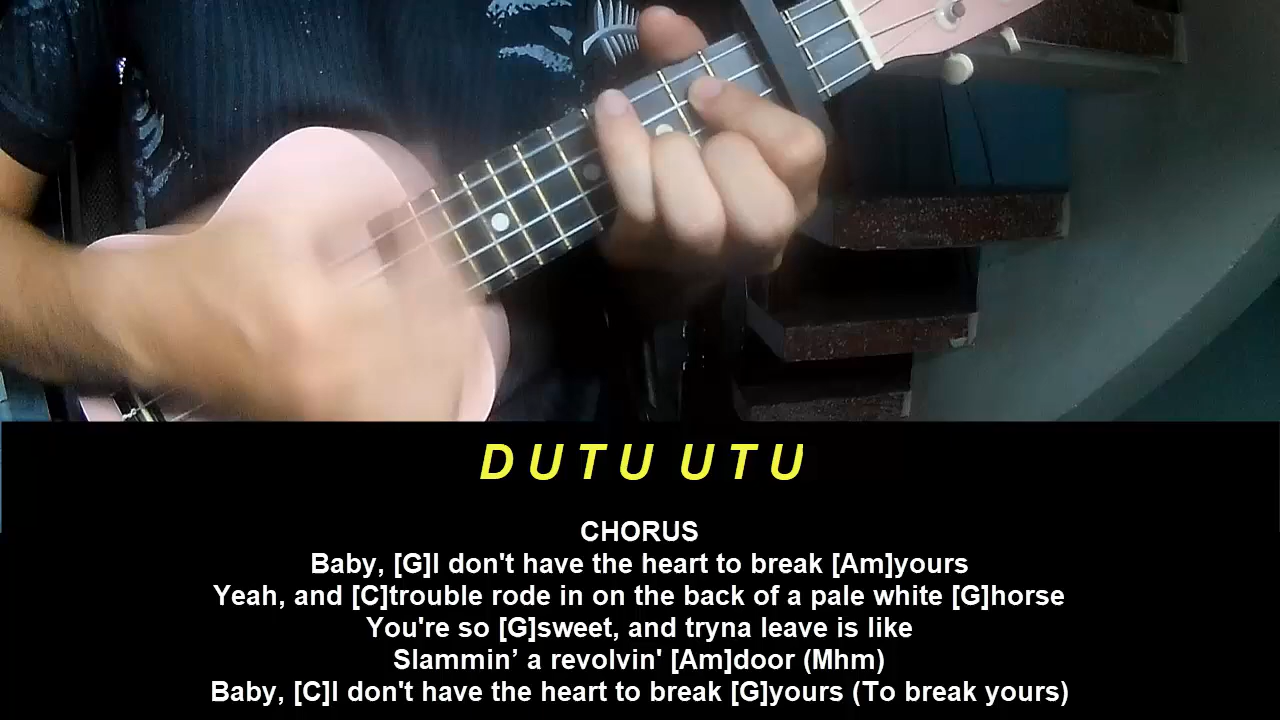 D U T U U T U
CHORUS
Baby, [G]I don't have the heart to break [Am]yours
Yeah, and [C]trouble rode in on the back of a pale white [G]horse
You're so [G]sweet, and tryna leave is like
Slammin’ a revolvin' [Am]door (Mhm)
Baby, [C]I don't have the heart to break [G]yours (To break yours)